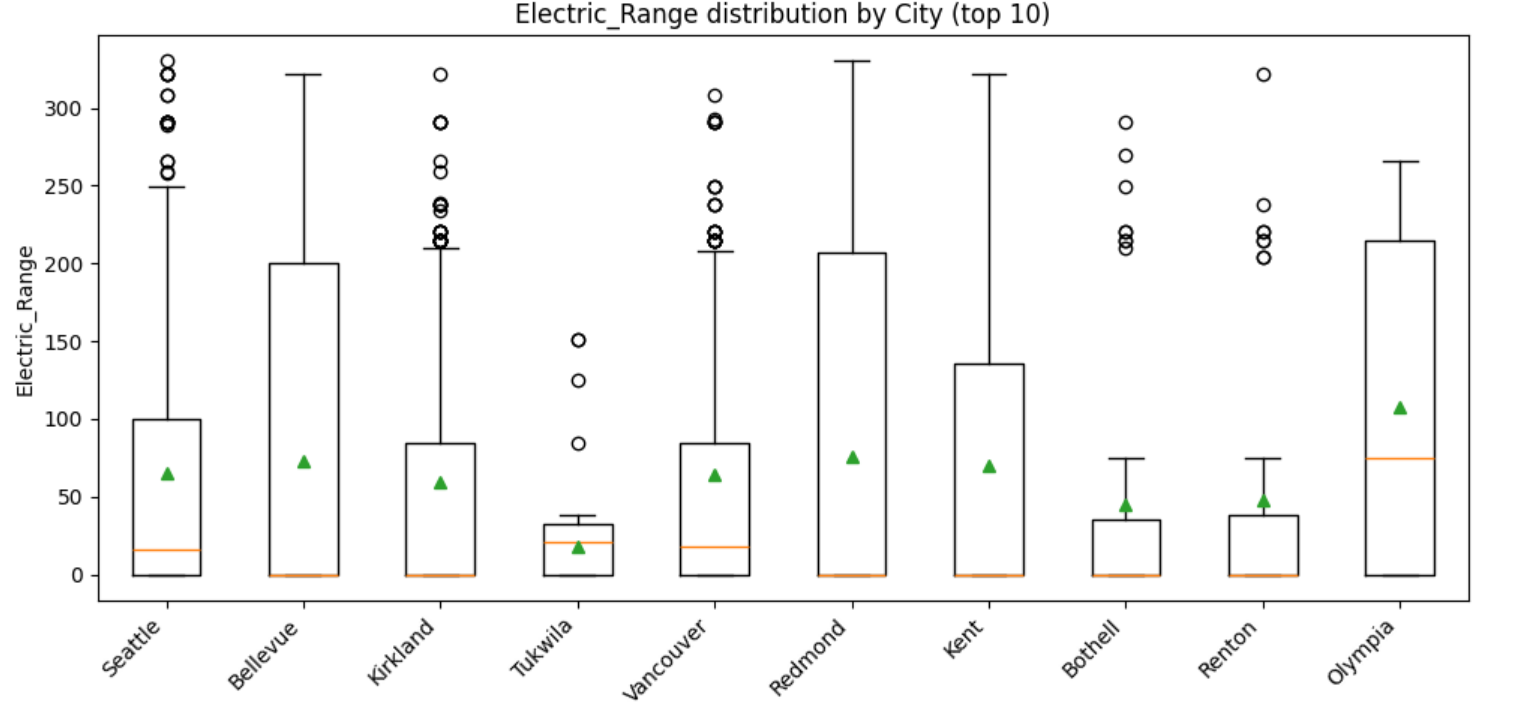 Electric_Range distribution by City (top 10)
Electric_Range
300
250
200
150
100
50
0
Seattle
Bellevue
Kirkland
Tukwila
Vancouver
Redmond
Kent
Bothell
Renton
Olympia